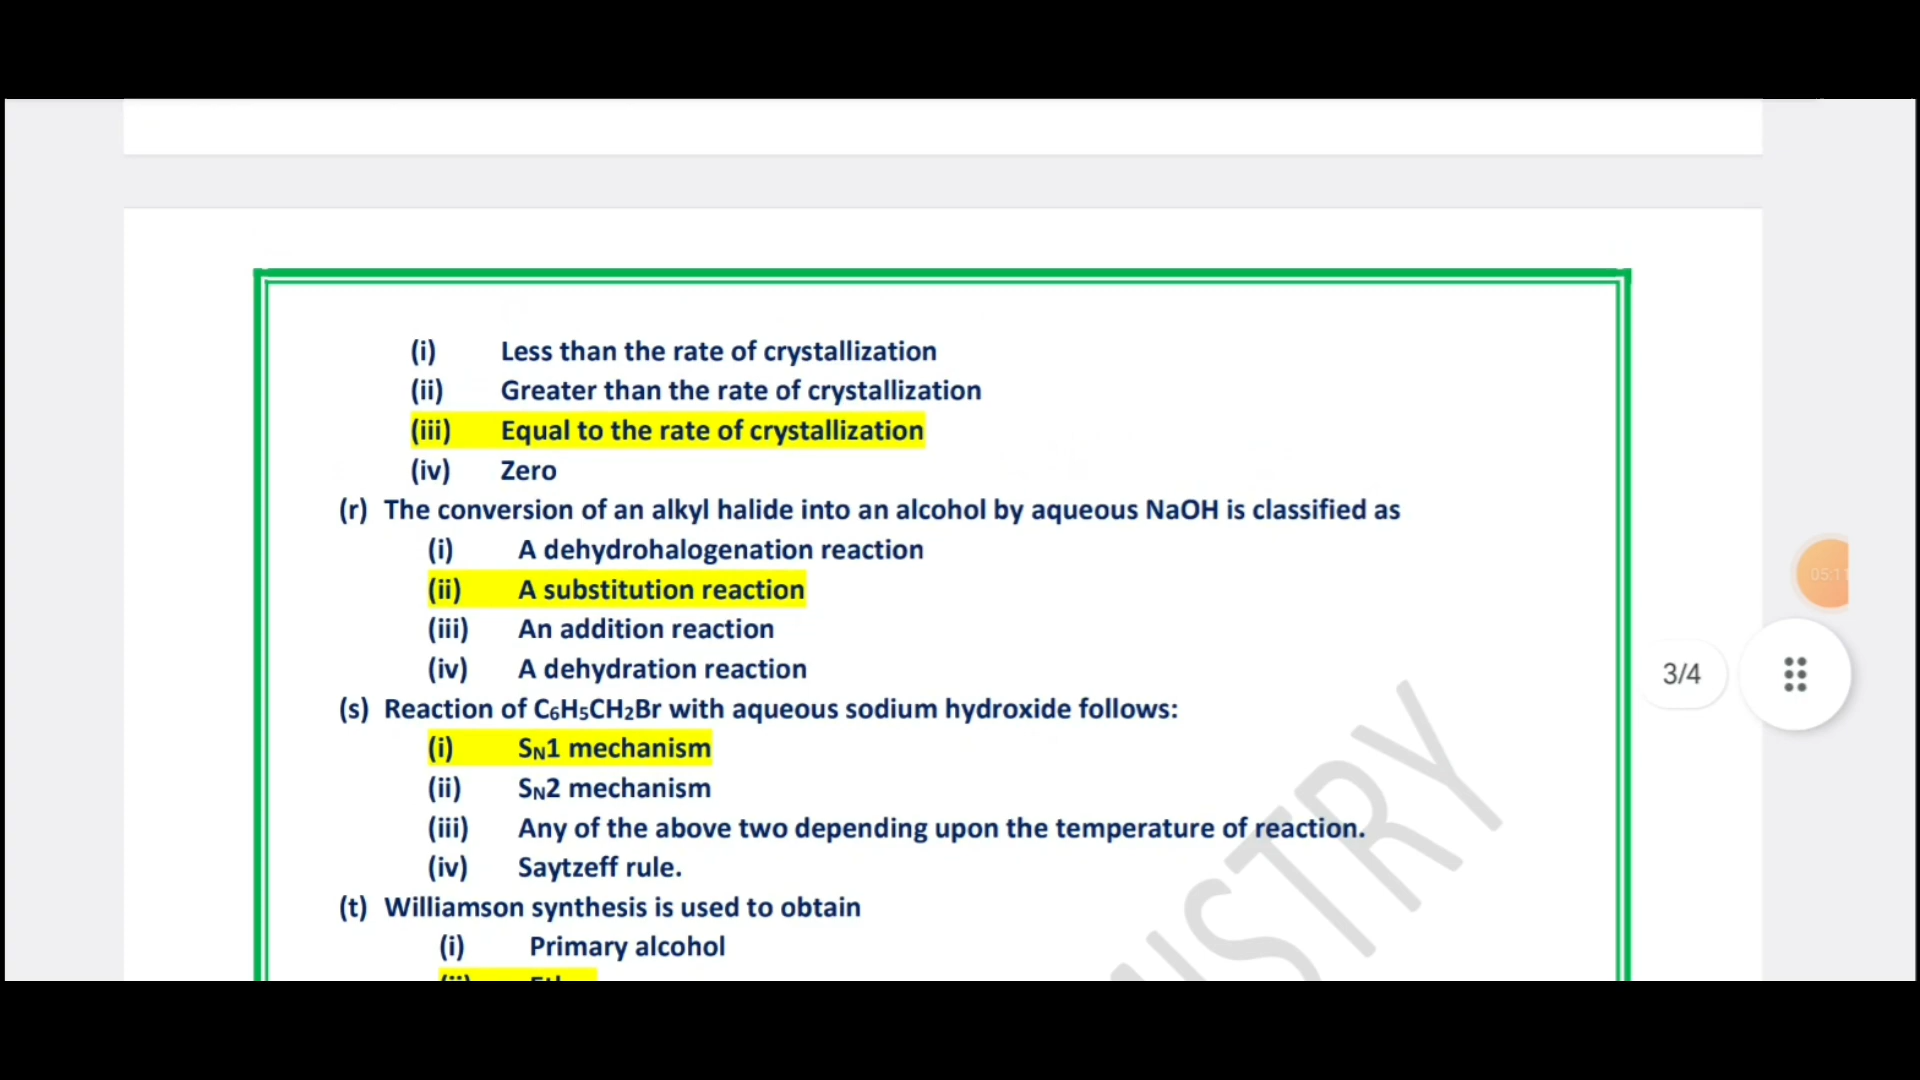 (i) Less than the rate of crystallization
(ii) Greater than the rate of crystallization
(iii) Equal to the rate of crystallization
(iv) Zero
(r) The conversion of an alkyl halide into an alcohol by aqueous NaOH is classified as
(i) A dehydrohalogenation reaction
(ii) A substitution reaction
05:11
(iii) An addition reaction
(iv) A dehydration reaction
3/4
(s) Reaction of C₆H₅CH₂Br with aqueous sodium hydroxide follows:
(i) Sɴ1 mechanism
(ii) Sɴ2 mechanism
(iii) Any of the above two depending upon the temperature of reaction.
(iv) Saytzeff rule.
(t) Williamson synthesis is used to obtain
(i) Primary alcohol